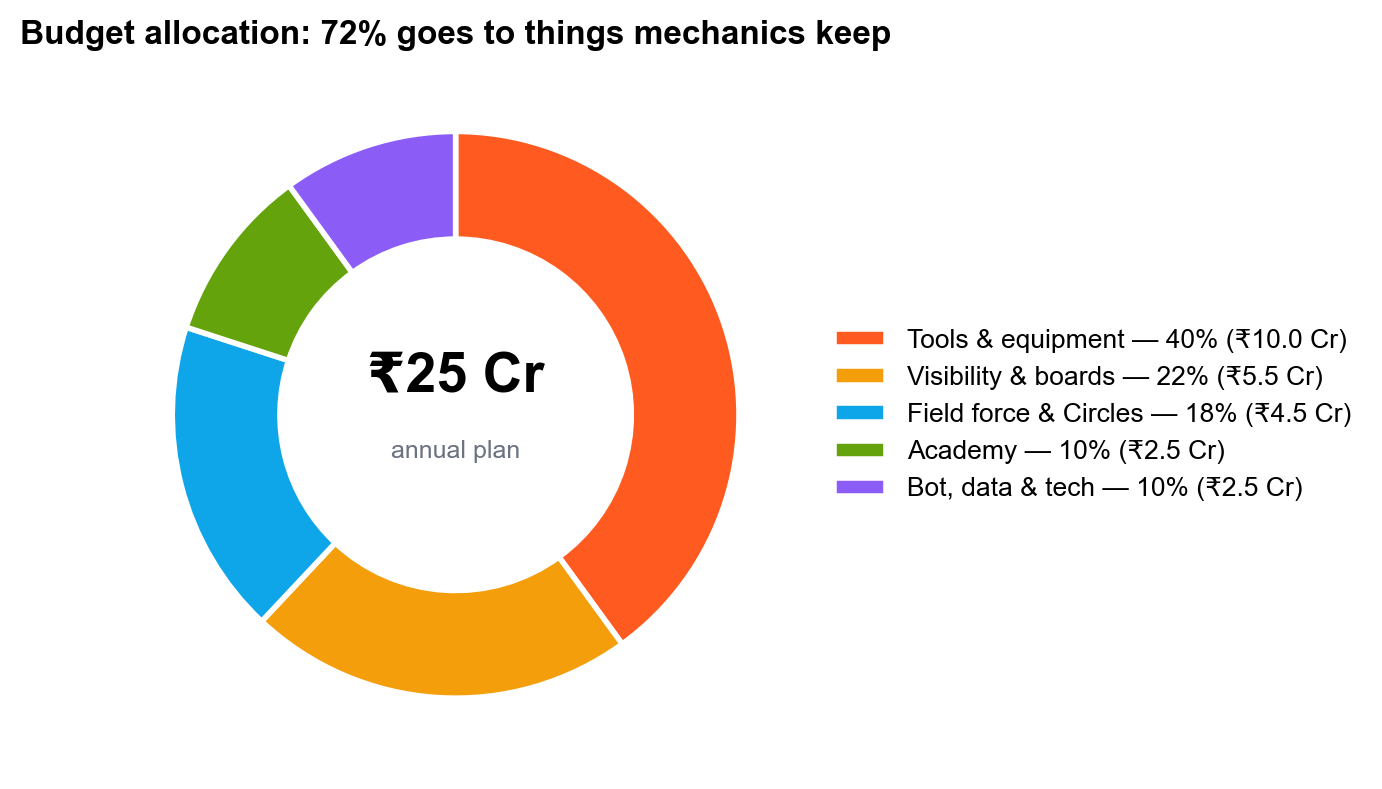 Budget allocation: 72% goes to things mechanics keep
₹25 Cr
annual plan
Tools & equipment — 40% (₹10.0 Cr)
Visibility & boards — 22% (₹5.5 Cr)
Field force & Circles — 18% (₹4.5 Cr)
Academy — 10% (₹2.5 Cr)
Bot, data & tech — 10% (₹2.5 Cr)